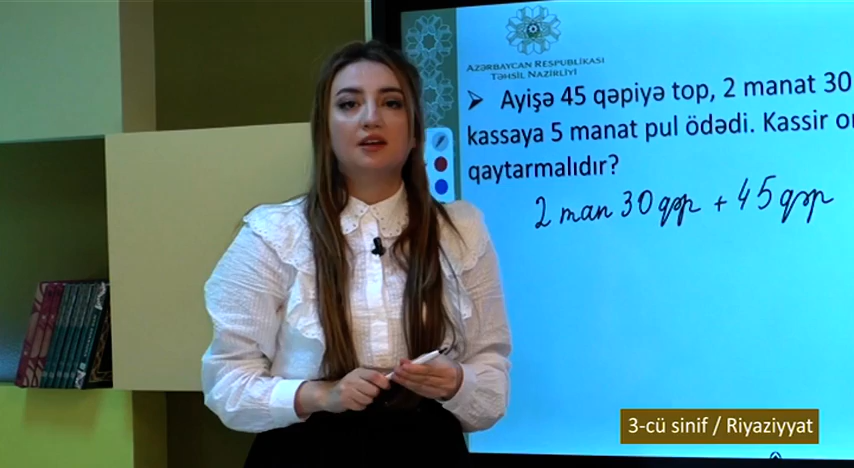 AZƏRBAYCAN RESPUBLIKASI
TƏHSIL NAZIRLIYI
➢ Ayişə 45 qəpiyə top, 2 manat 30
kassaya 5 manat pul ödədi. Kassir
qaytarmalıdır?
2 man 30 qəp + 45 qəp
3-cü sinif / Riyaziyyat